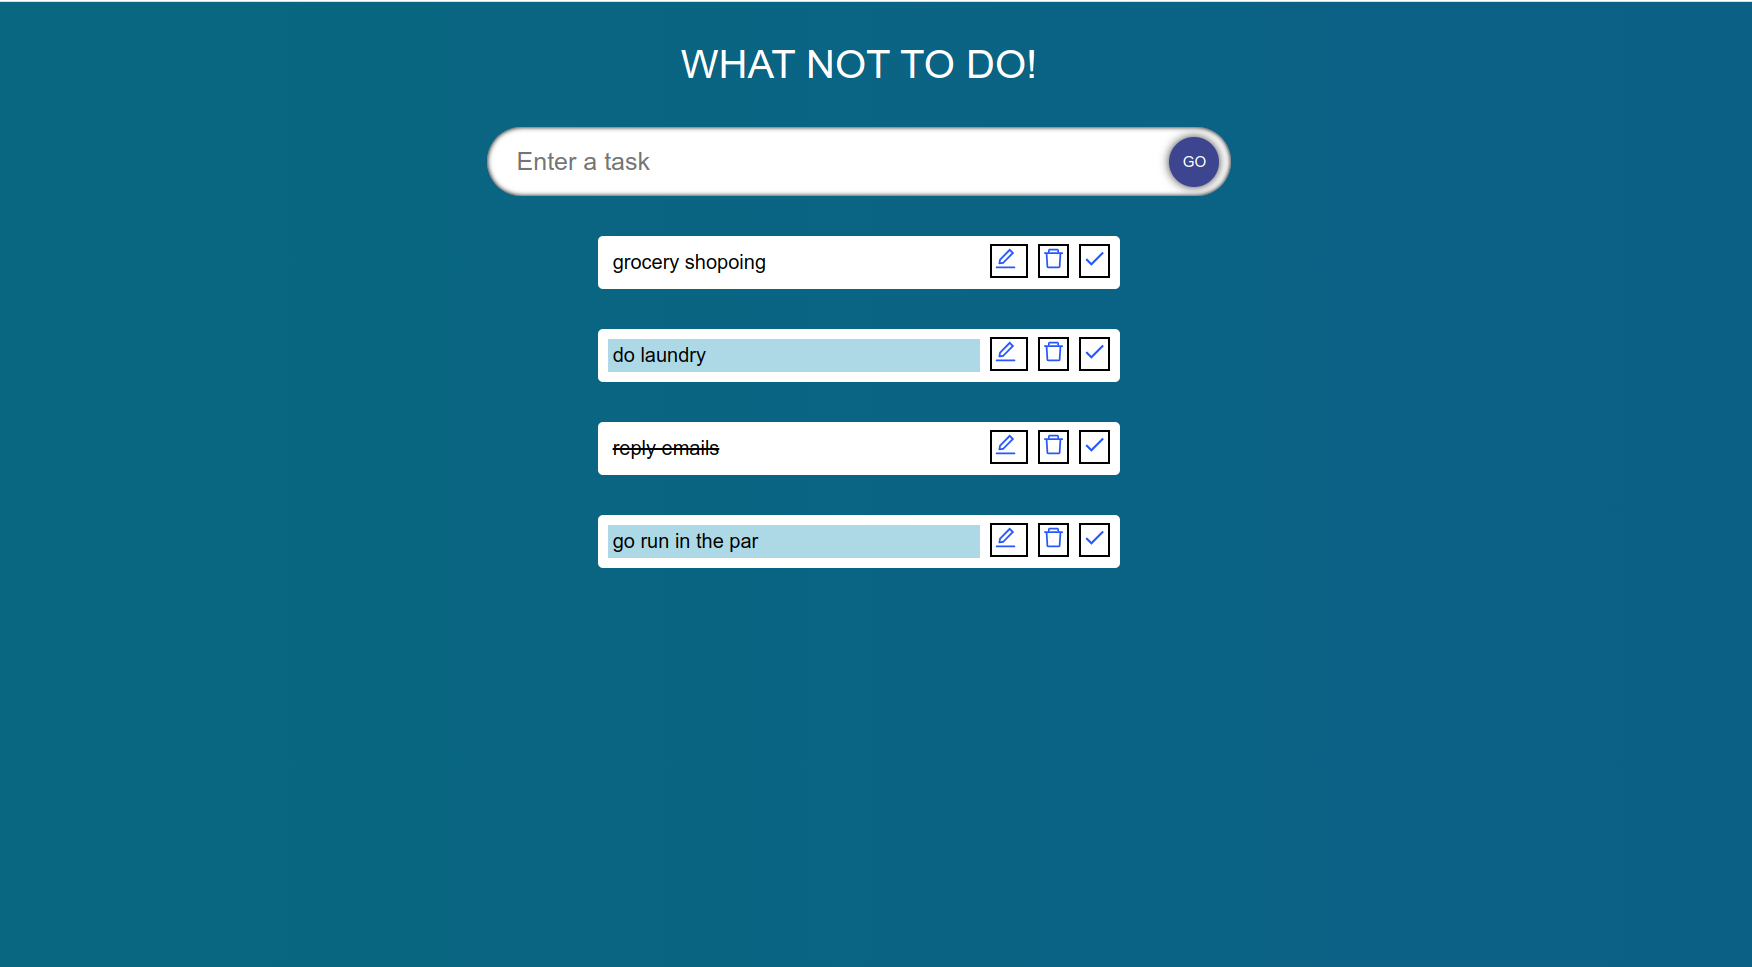 WHAT NOT TO DO!
Enter a task
GO
grocery shopoing
do laundry
reply emails
go run in the par